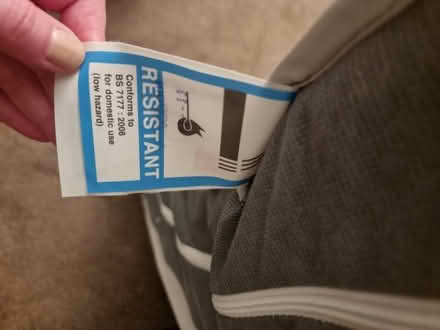 RESISTANT
Conforms to
BS 7177 : 2008
for domestic use
(low hazard)